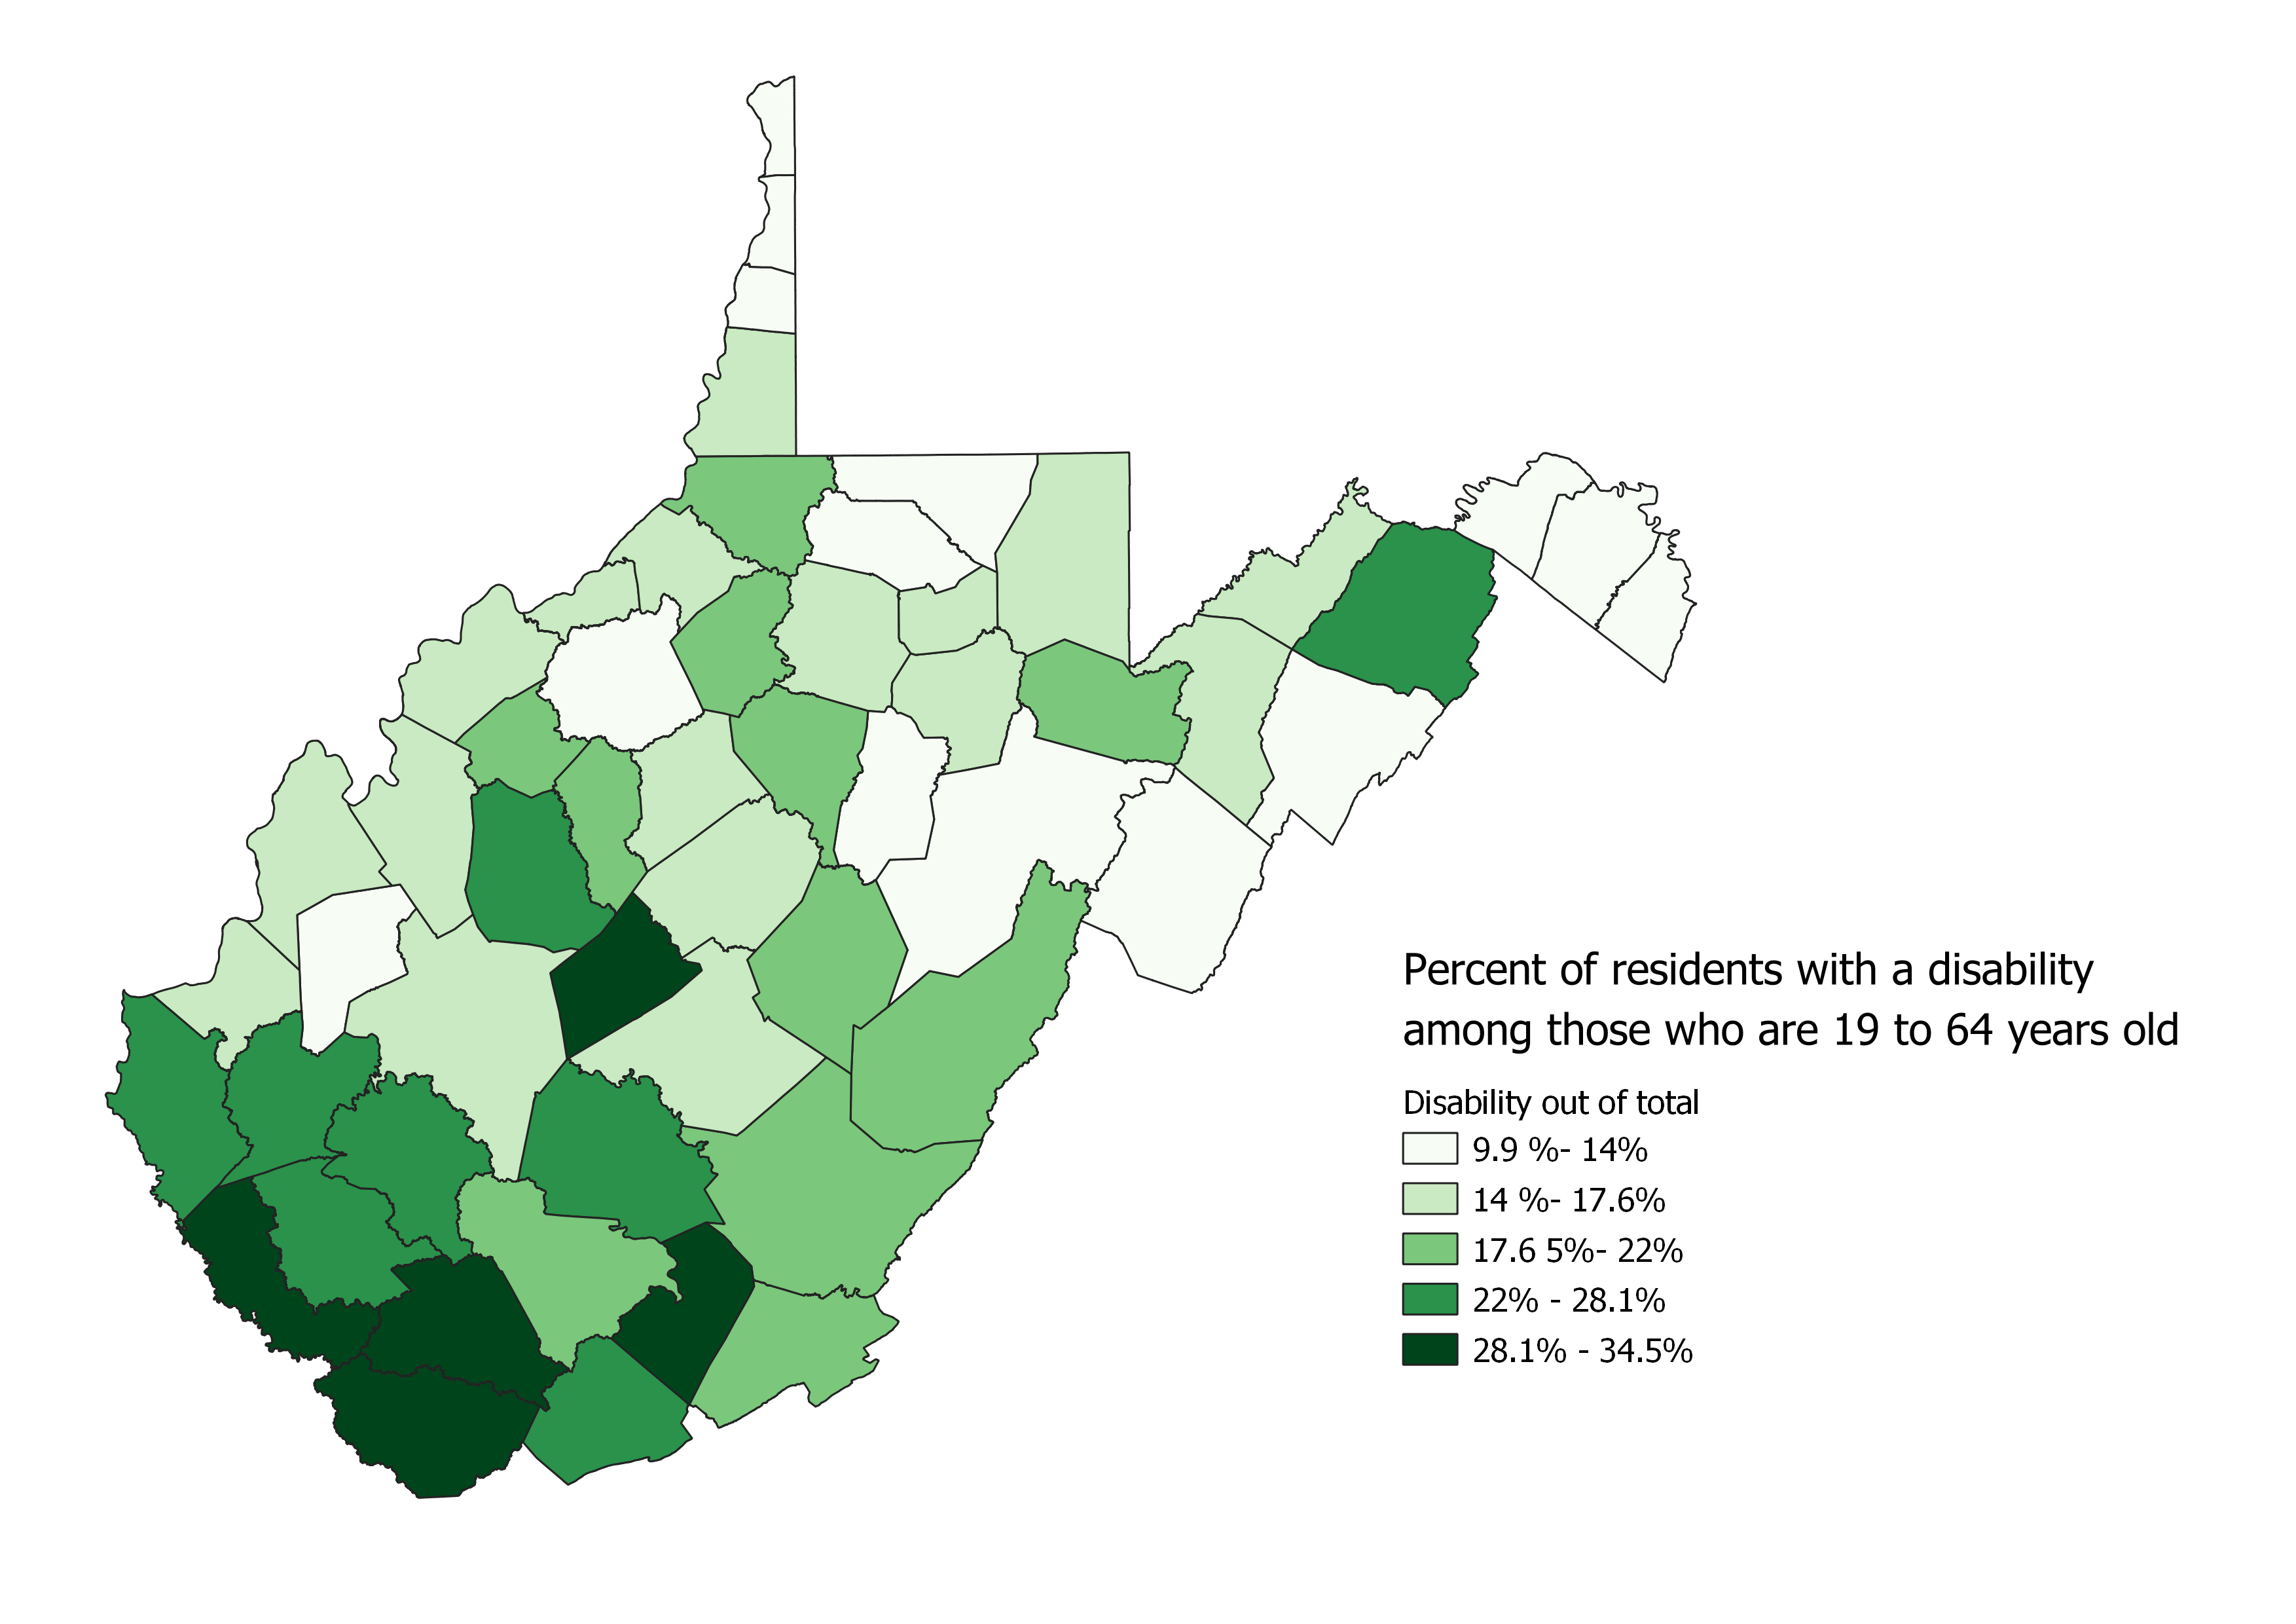 Percent of residents with a disability
among those who are 19 to 64 years old
Disability out of total
9.9 %- 14%
14 %- 17.6%
17.6 5%- 22%
22% - 28.1%
28.1% - 34.5%